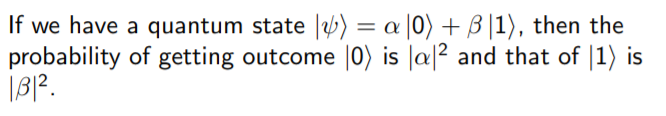 If we have a quantum state |ψ⟩ = α |0⟩ + β |1⟩, then the
probability of getting outcome |0⟩ is |α|² and that of |1⟩ is
|β|².